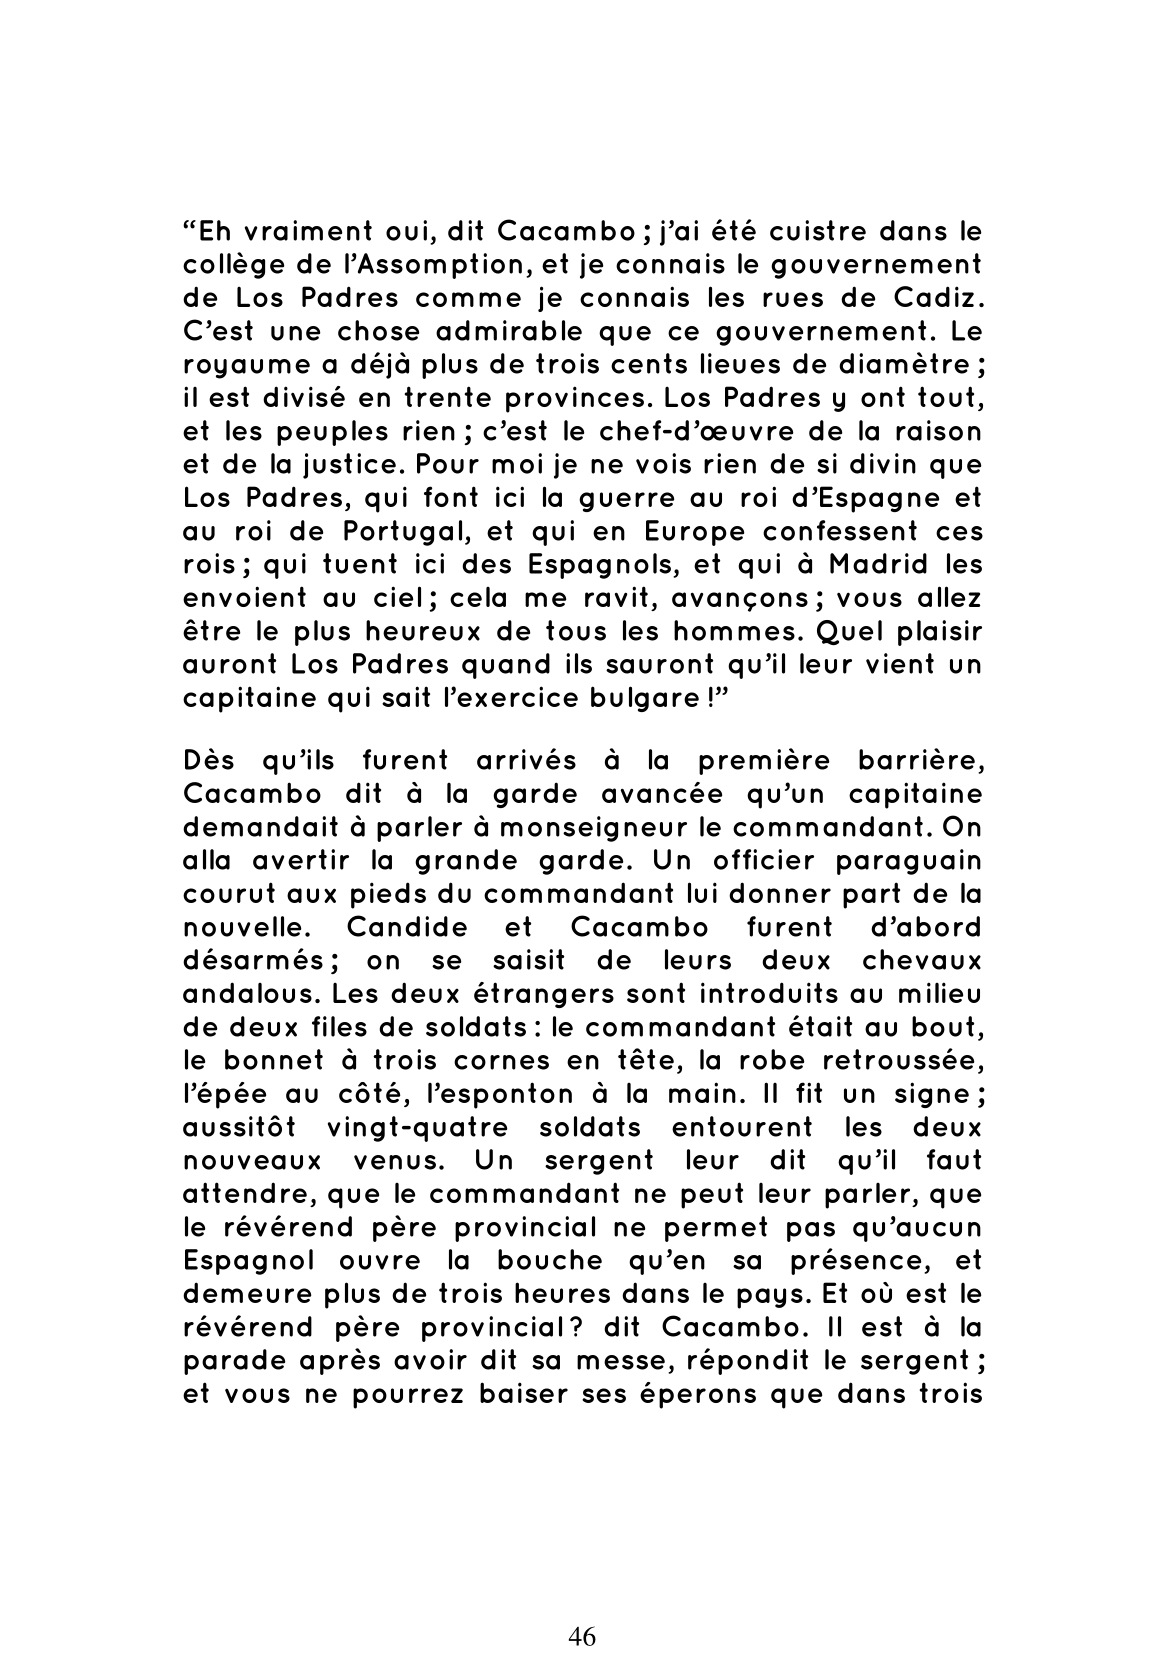 “Eh vraiment oui, dit Cacambo ; j’ai été cuistre dans le
collège de l’Assomption, et je connais le gouvernement
de Los Padres comme je connais les rues de Cadiz.
C’est une chose admirable que ce gouvernement. Le
royaume a déjà plus de trois cents lieues de diamètre ;
il est divisé en trente provinces. Los Padres y ont tout,
et les peuples rien ; c’est le chef-d’œuvre de la raison
et de la justice. Pour moi je ne vois rien de si divin que
Los Padres, qui font ici la guerre au roi d’Espagne et
au roi de Portugal, et qui en Europe confessent ces
rois ; qui tuent ici des Espagnols, et qui à Madrid les
envoient au ciel ; cela me ravit, avançons ; vous allez
être le plus heureux de tous les hommes. Quel plaisir
auront Los Padres quand ils sauront qu’il leur vient un
capitaine qui sait l’exercice bulgare !”
Dès qu’ils furent arrivés à la première barrière,
Cacambo dit à la garde avancée qu’un capitaine
demandait à parler à monseigneur le commandant. On
alla avertir la grande garde. Un officier paraguain
courut aux pieds du commandant lui donner part de la
nouvelle. Candide et Cacambo furent d’abord
désarmés ; on se saisit de leurs deux chevaux
andalous. Les deux étrangers sont introduits au milieu
de deux files de soldats : le commandant était au bout,
le bonnet à trois cornes en tête, la robe retroussée,
l’épée au côté, l’esponton à la main. Il fit un signe ;
aussitôt vingt-quatre soldats entourent les deux
nouveaux venus. Un sergent leur dit qu’il faut
attendre, que le commandant ne peut leur parler, que
le révérend père provincial ne permet pas qu’aucun
Espagnol ouvre la bouche qu’en sa présence, et
demeure plus de trois heures dans le pays. Et où est le
révérend père provincial ? dit Cacambo. Il est à la
parade après avoir dit sa messe, répondit le sergent ;
et vous ne pourrez baiser ses éperons que dans trois
46